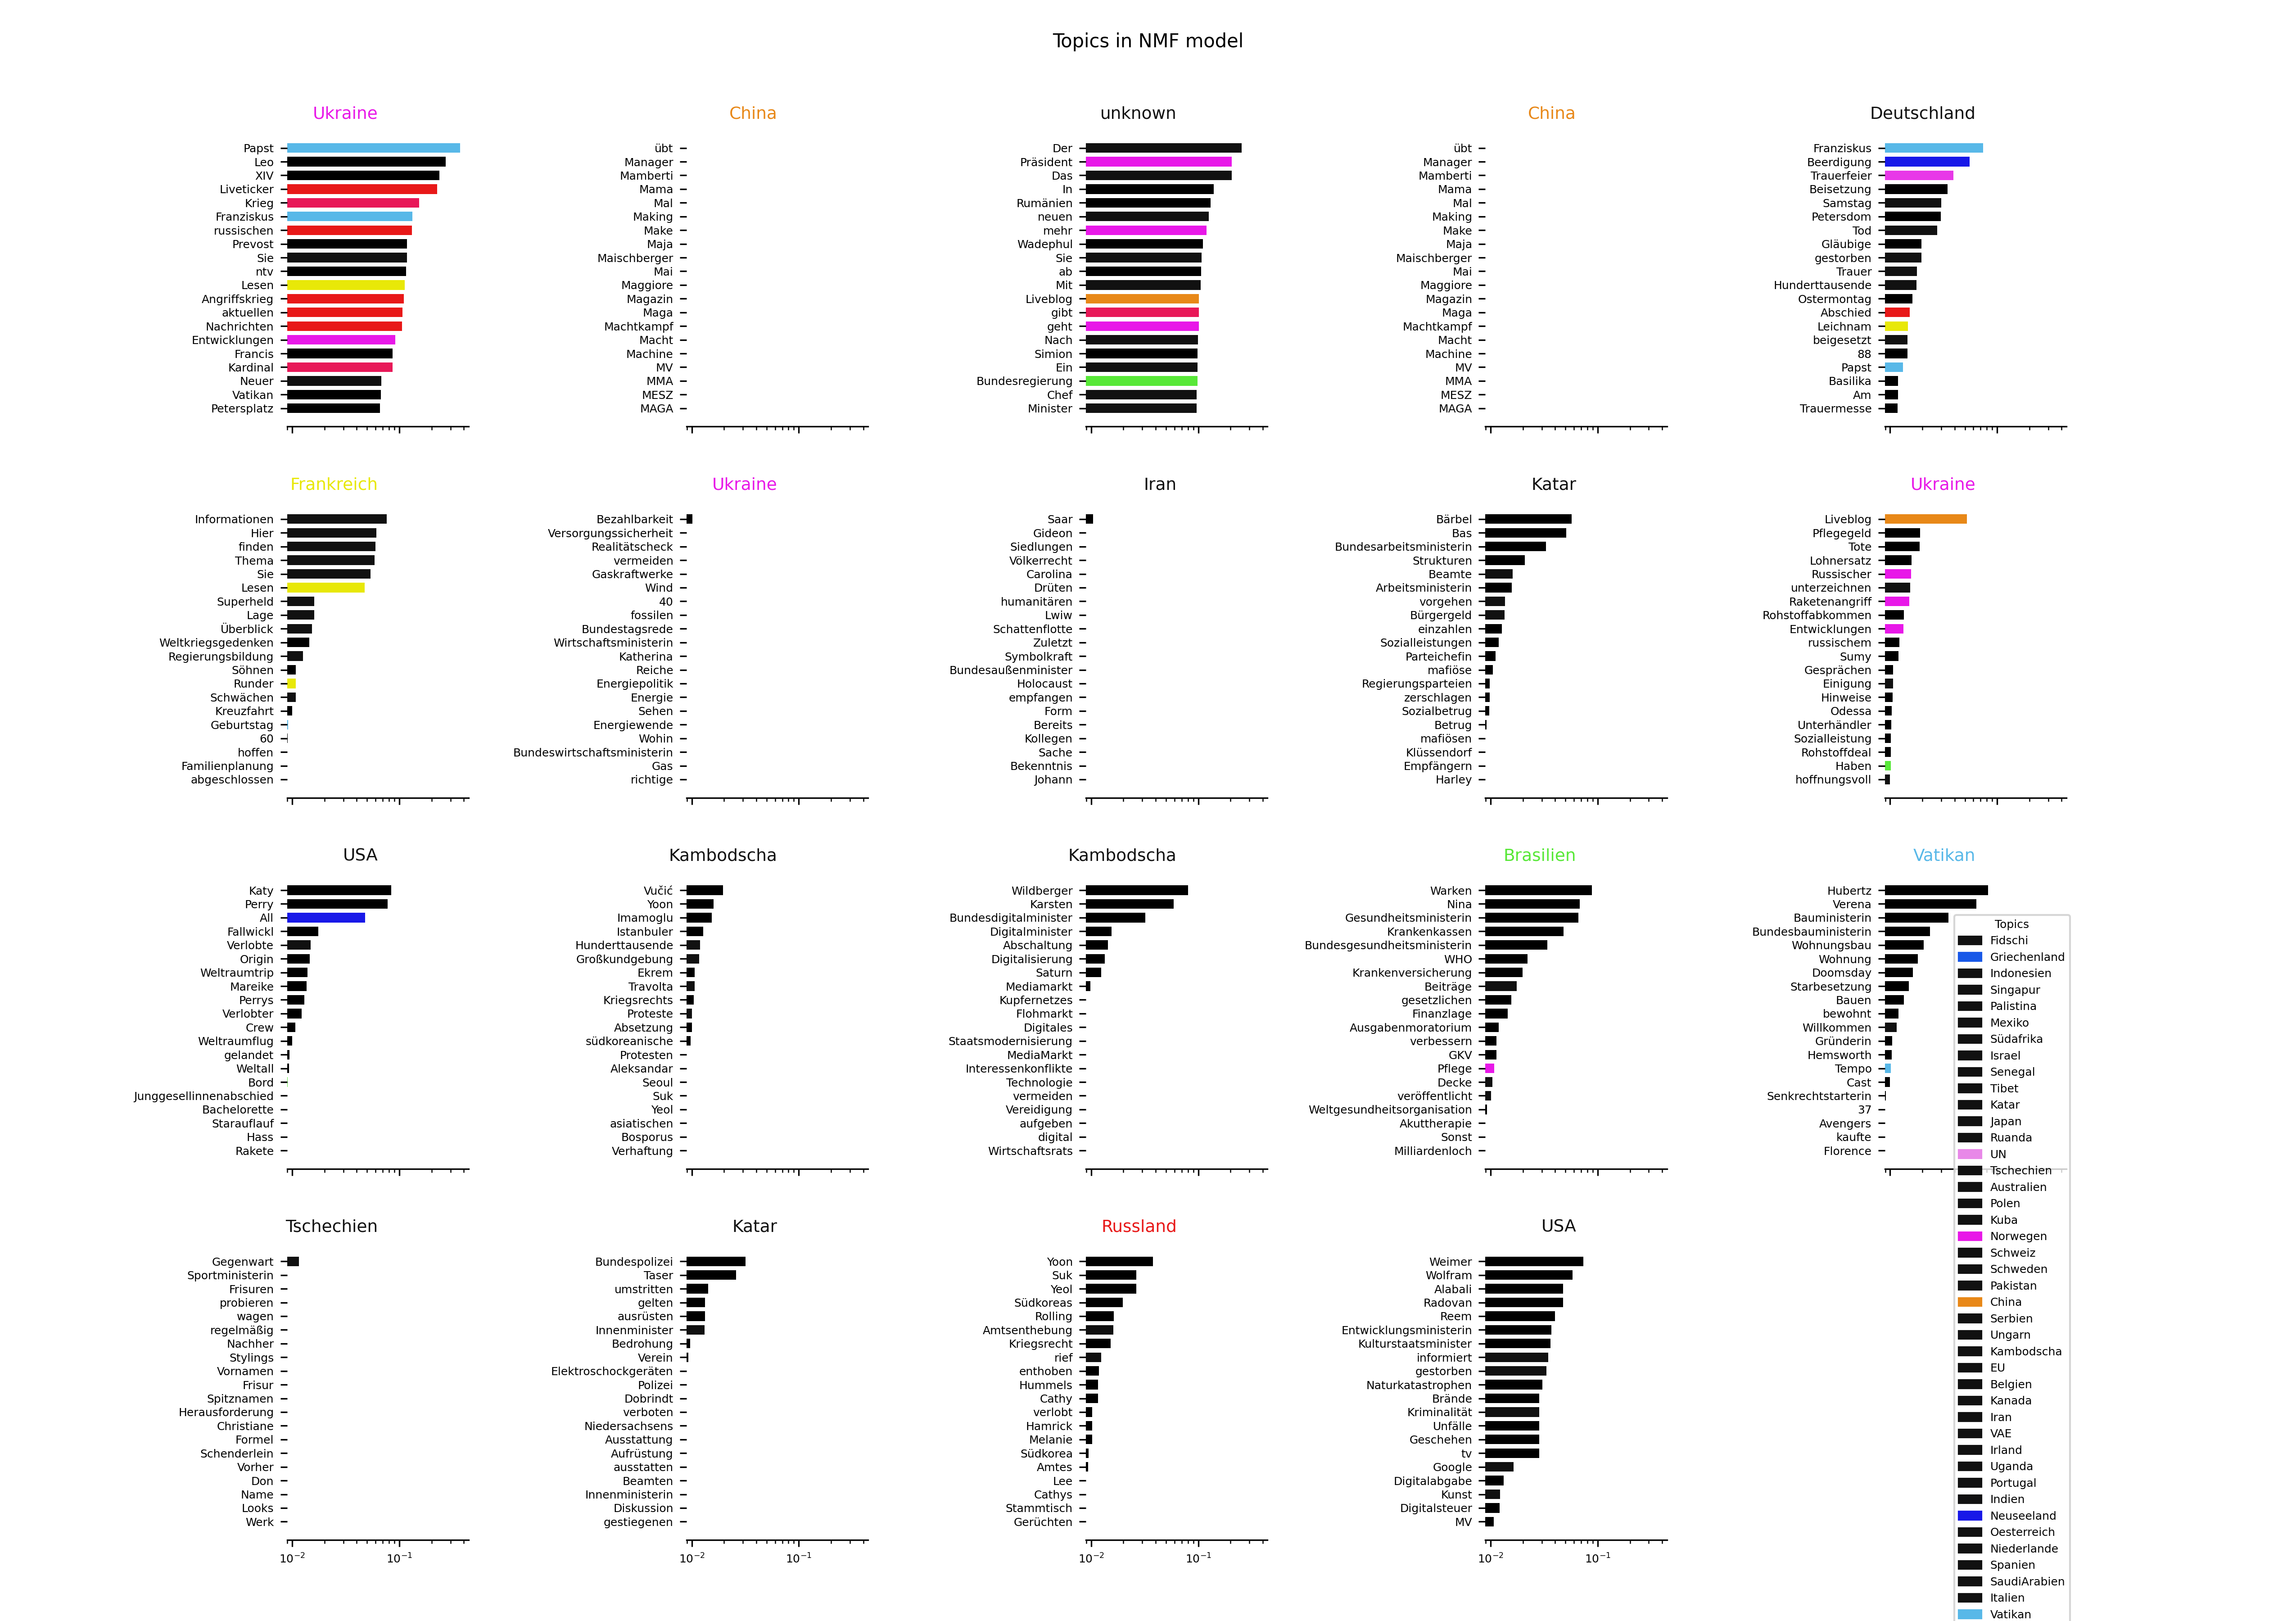 Topics in NMF model
Ukraine
Papst
Leo
XIV
Liveticker
Krieg
Franziskus
russischen
Prevost
Sie
ntv
Lesen
Angriffskrieg
aktuellen
Nachrichten
Entwicklungen
Francis
Kardinal
Neuer
Vatikan
Petersplatz
China
übt
Manager
Mamberti
Mama
Mal
Making
Make
Maja
Maischberger
Mai
Maggiore
Magazin
Maga
Machtkampf
Macht
Machine
MV
MMA
MESZ
MAGA
unknown
Der
Präsident
Das
In
Rumänien
neuen
mehr
Wadephul
Sie
ab
Mit
Liveblog
gibt
geht
Nach
Simion
Ein
Bundesregierung
Chef
Minister
China
übt
Manager
Mamberti
Mama
Mal
Making
Make
Maja
Maischberger
Mai
Maggiore
Magazin
Maga
Machtkampf
Macht
Machine
MV
MMA
MESZ
MAGA
Deutschland
Franziskus
Beerdigung
Trauerfeier
Beisetzung
Samstag
Petersdom
Tod
Gläubige
gestorben
Trauer
Hunderttausende
Ostermontag
Abschied
Leichnam
beigesetzt
88
Papst
Basilika
Am
Trauermesse
Frankreich
Informationen
Hier
finden
Thema
Sie
Lesen
Superheld
Lage
Überblick
Weltkriegsgedenken
Regierungsbildung
Söhnen
Runder
Schwächen
Kreuzfahrt
Geburtstag
60
hoffen
Familienplanung
abgeschlossen
Ukraine
Bezahlbarkeit
Versorgungssicherheit
Realitätscheck
vermeiden
Gaskraftwerke
Wind
40
fossilen
Bundestagsrede
Wirtschaftsministerin
Katherina
Reiche
Energiepolitik
Energie
Sehen
Energiewende
Wohin
Bundeswirtschaftsministerin
Gas
richtige
Iran
Saar
Gideon
Siedlungen
Völkerrecht
Carolina
Drüten
humanitären
Lwiw
Schattenflotte
Zuletzt
Symbolkraft
Bundesaußenminister
Holocaust
empfangen
Form
Bereits
Kollegen
Sache
Bekenntnis
Johann
Katar
Bärbel
Bas
Bundesarbeitsministerin
Strukturen
Beamte
Arbeitsministerin
vorgehen
Bürgergeld
einzahlen
Sozialleistungen
Parteichefin
mafiöse
Regierungsparteien
zerschlagen
Sozialbetrug
Betrug
mafiösen
Klüssendorf
Empfängern
Harley
Ukraine
Liveblog
Pflegegeld
Tote
Lohnersatz
Russischer
unterzeichnen
Raketenangriff
Rohstoffabkommen
Entwicklungen
russischem
Sumy
Gesprächen
Einigung
Hinweise
Odessa
Unterhändler
Sozialleistung
Rohstoffdeal
Haben
hoffnungsvoll
USA
Katy
Perry
All
Fallwickl
Verlobte
Origin
Weltraumtrip
Mareike
Perrys
Verlobter
Crew
Weltraumflug
gelandet
Weltall
Bord
Junggesellinnenabschied
Bachelorette
Starauflauf
Hass
Rakete
Kambodscha
Vučić
Yoon
Imamoglu
Istanbuler
Hunderttausende
Großkundgebung
Ekrem
Travolta
Kriegsrechts
Proteste
Absetzung
südkoreanische
Protesten
Aleksandar
Seoul
Suk
Yeol
asiatischen
Bosporus
Verhaftung
Kambodscha
Wildberger
Karsten
Bundesdigitalminister
Digitalminister
Abschaltung
Digitalisierung
Saturn
Mediamarkt
Kupfernetzes
Flohmarkt
Digitales
Staatsmodernisierung
MediaMarkt
Interessenkonflikte
Technologie
vermeiden
Vereidigung
aufgeben
digital
Wirtschaftsrats
Brasilien
Warken
Nina
Gesundheitsministerin
Krankenkassen
Bundesgesundheitsministerin
WHO
Krankenversicherung
Beiträge
gesetzlichen
Finanzlage
Ausgabenmoratorium
verbessern
GKV
Pflege
Decke
veröffentlicht
Weltgesundheitsorganisation
Akuttherapie
Sonst
Milliardenloch
Vatikan
Hubertz
Verena
Bauministerin
Bundesbauministerin
Wohnungsbau
Wohnung
Doomsday
Starbesetzung
Bauen
bewohnt
Willkommen
Gründerin
Hemsworth
Tempo
Cast
Senkrechtstarterin
37
Avengers
kaufte
Florence
Tschechien
Gegenwart
Sportministerin
Frisuren
probieren
wagen
regelmäßig
Nachher
Stylings
Vornamen
Frisur
Spitznamen
Herausforderung
Christiane
Formel
Schenderlein
Vorher
Don
Name
Looks
Werk
10⁻² 10⁻¹
Katar
Bundespolizei
Taser
umstritten
gelten
ausrüsten
Innenminister
Bedrohung
Verein
Elektroschockgeräten
Polizei
Dobrindt
verboten
Niedersachsens
Ausstattung
Aufrüstung
ausstatten
Beamten
Innenministerin
Diskussion
gestiegenen
10⁻² 10⁻¹
Russland
Yoon
Suk
Yeol
Südkoreas
Rolling
Amtsenthebung
Kriegsrecht
rief
enthoben
Hummels
Cathy
verlobt
Hamrick
Melanie
Südkorea
Amtes
Lee
Cathys
Stammtisch
Gerüchten
10⁻² 10⁻¹
USA
Weimer
Wolfram
Alabali
Radovan
Reem
Entwicklungsministerin
Kulturstaatsminister
informiert
gestorben
Naturkatastrophen
Brände
Kriminalität
Unfälle
Geschehen
tv
Google
Digitalabgabe
Kunst
Digitalsteuer
MV
10⁻² 10⁻¹
Topics
Fidschi
Griechenland
Indonesien
Singapur
Palistina
Mexiko
Südafrika
Israel
Senegal
Tibet
Katar
Japan
Ruanda
UN
Tschechien
Australien
Polen
Kuba
Norwegen
Schweiz
Schweden
Pakistan
China
Serbien
Ungarn
Kambodscha
EU
Belgien
Kanada
Iran
VAE
Irland
Uganda
Portugal
Indien
Neuseeland
Oesterreich
Niederlande
Spanien
SaudiArabien
Italien
Vatikan